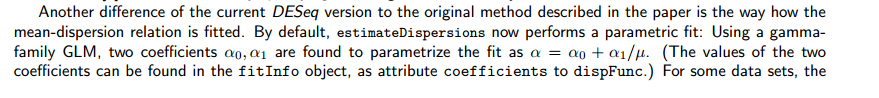 Another difference of the current DESeq version to the original method described in the paper is the way how the
mean-dispersion relation is fitted. By default, estimateDispersions now performs a parametric fit: Using a gamma-
family GLM, two coefficients α0, α1 are found to parametrize the fit as α = α0 + α1/μ. (The values of the two
coefficients can be found in the fitInfo object, as attribute coefficients to dispFunc.) For some data sets, the